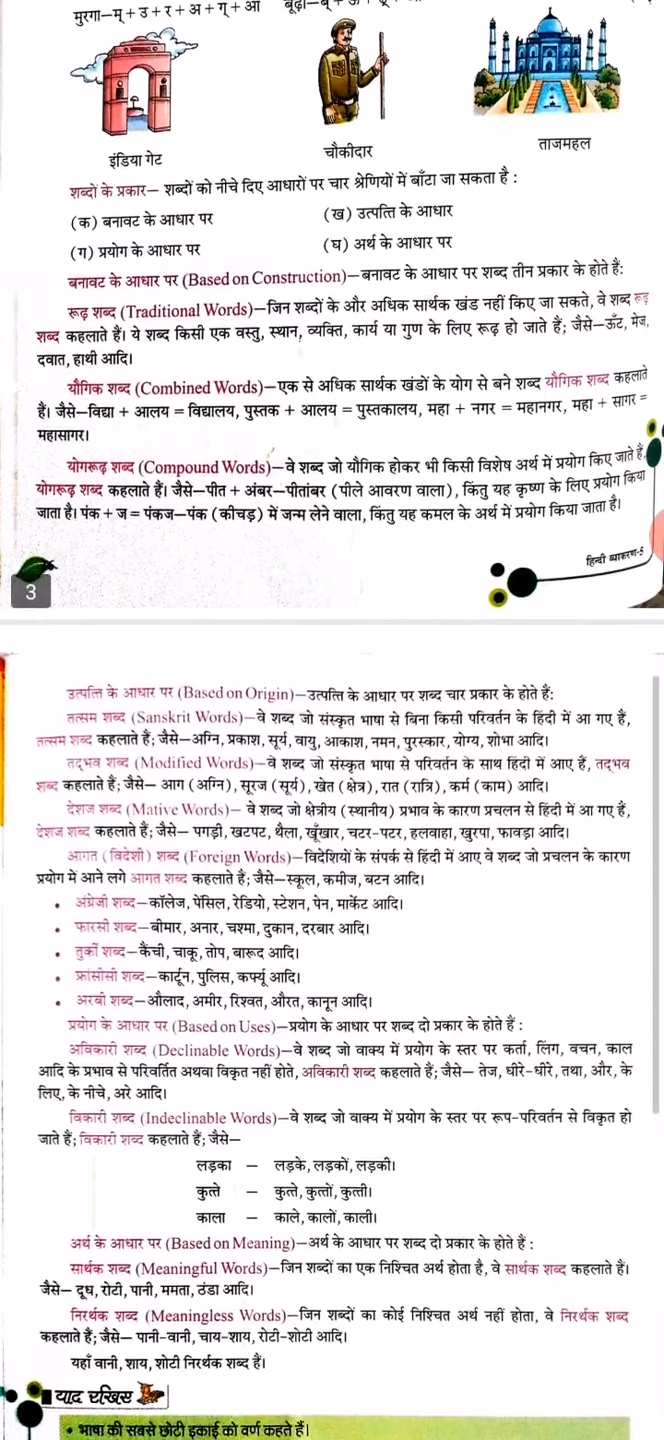 मुरगा—म् + उ + र + अ + ग् + आ
इंडिया गेट
चौकीदार
ताजमहल
शब्दों के प्रकार— शब्दों को नीचे दिए आधारों पर चार श्रेणियों में बाँटा जा सकता है :
(क) बनावट के आधार पर (ख) उत्पत्ति के आधार
(ग) प्रयोग के आधार पर (घ) अर्थ के आधार पर
बनावट के आधार पर (Based on Construction)—बनावट के आधार पर शब्द तीन प्रकार के होते हैं:
रूढ़ शब्द (Traditional Words)—जिन शब्दों के और अधिक सार्थक खंड नहीं किए जा सकते, वे शब्द रूढ़
शब्द कहलाते हैं। ये शब्द किसी एक वस्तु, स्थान, व्यक्ति, कार्य या गुण के लिए रूढ़ हो जाते हैं; जैसे—ऊँट, मेज,
दवात, हाथी आदि।
यौगिक शब्द (Combined Words)—एक से अधिक सार्थक खंडों के योग से बने शब्द यौगिक शब्द कहलाते
हैं। जैसे—विद्या + आलय = विद्यालय, पुस्तक + आलय = पुस्तकालय, महा + नगर = महानगर, महा + सागर =
महासागर।
योगरूढ़ शब्द (Compound Words)—वे शब्द जो यौगिक होकर भी किसी विशेष अर्थ में प्रयोग किए जाते हैं,
योगरूढ़ शब्द कहलाते हैं। जैसे—पीत + अंबर—पीतांबर (पीले आवरण वाला), किंतु यह कृष्ण के लिए प्रयोग किया
जाता है। पंक + ज = पंकज—पंक (कीचड़) में जन्म लेने वाला, किंतु यह कमल के अर्थ में प्रयोग किया जाता है।
हिन्दी व्याकरण-5
3
उत्पत्ति के आधार पर (Based on Origin)—उत्पत्ति के आधार पर शब्द चार प्रकार के होते हैं:
तत्सम शब्द (Sanskrit Words)—वे शब्द जो संस्कृत भाषा से बिना किसी परिवर्तन के हिंदी में आ गए हैं,
तत्सम शब्द कहलाते हैं; जैसे—अग्नि, प्रकाश, सूर्य, वायु, आकाश, नमन, पुरस्कार, योग्य, शोभा आदि।
तद्भव शब्द (Modified Words)—वे शब्द जो संस्कृत भाषा से परिवर्तन के साथ हिंदी में आए हैं, तद्भव
शब्द कहलाते हैं; जैसे— आग (अग्नि), सूरज (सूर्य), खेत (क्षेत्र), रात (रात्रि), कर्म (काम) आदि।
देशज शब्द (Mative Words)— वे शब्द जो क्षेत्रीय (स्थानीय) प्रभाव के कारण प्रचलन से हिंदी में आ गए हैं,
देशज शब्द कहलाते हैं; जैसे— पगड़ी, खटपट, थैला, खूँखार, चटर-पटर, हलवाहा, खुरपा, फावड़ा आदि।
आगत (विदेशी) शब्द (Foreign Words)—विदेशियों के संपर्क से हिंदी में आए वे शब्द जो प्रचलन के कारण
प्रयोग में आने लगे आगत शब्द कहलाते हैं; जैसे—स्कूल, कमीज, बटन आदि।
• अंग्रेजी शब्द—कॉलेज, पेंसिल, रेडियो, स्टेशन, पेन, मार्केट आदि।
• फारसी शब्द—बीमार, अनार, चश्मा, दुकान, दरबार आदि।
• तुर्की शब्द—कैंची, चाकू, तोप, बारूद आदि।
• फ्रांसीसी शब्द—कार्टून, पुलिस, कर्फ्यू आदि।
• अरबी शब्द—औलाद, अमीर, रिश्वत, औरत, कानून आदि।
प्रयोग के आधार पर (Based on Uses)—प्रयोग के आधार पर शब्द दो प्रकार के होते हैं :
अविकारी शब्द (Declinable Words)—वे शब्द जो वाक्य में प्रयोग के स्तर पर कर्ता, लिंग, वचन, काल
आदि के प्रभाव से परिवर्तित अथवा विकृत नहीं होते, अविकारी शब्द कहलाते हैं; जैसे— तेज, धीरे-धीरे, तथा, और, के
लिए, के नीचे, अरे आदि।
विकारी शब्द (Indeclinable Words)—वे शब्द जो वाक्य में प्रयोग के स्तर पर रूप-परिवर्तन से विकृत हो
जाते हैं; विकारी शब्द कहलाते हैं; जैसे—
लड़का — लड़के, लड़कों, लड़की।
कुत्ते — कुत्ते, कुत्तों, कुत्ती।
काला — काले, कालों, काली।
अर्थ के आधार पर (Based on Meaning)—अर्थ के आधार पर शब्द दो प्रकार के होते हैं :
सार्थक शब्द (Meaningful Words)—जिन शब्दों का एक निश्चित अर्थ होता है, वे सार्थक शब्द कहलाते हैं।
जैसे— दूध, रोटी, पानी, ममता, ठंडा आदि।
निरर्थक शब्द (Meaningless Words)—जिन शब्दों का कोई निश्चित अर्थ नहीं होता, वे निरर्थक शब्द
कहलाते हैं; जैसे— पानी-वानी, चाय-शाय, रोटी-शोटी आदि।
यहाँ वानी, शाय, शोटी निरर्थक शब्द हैं।
याद रखिए
• भाषा की सबसे छोटी इकाई को वर्ण कहते हैं।